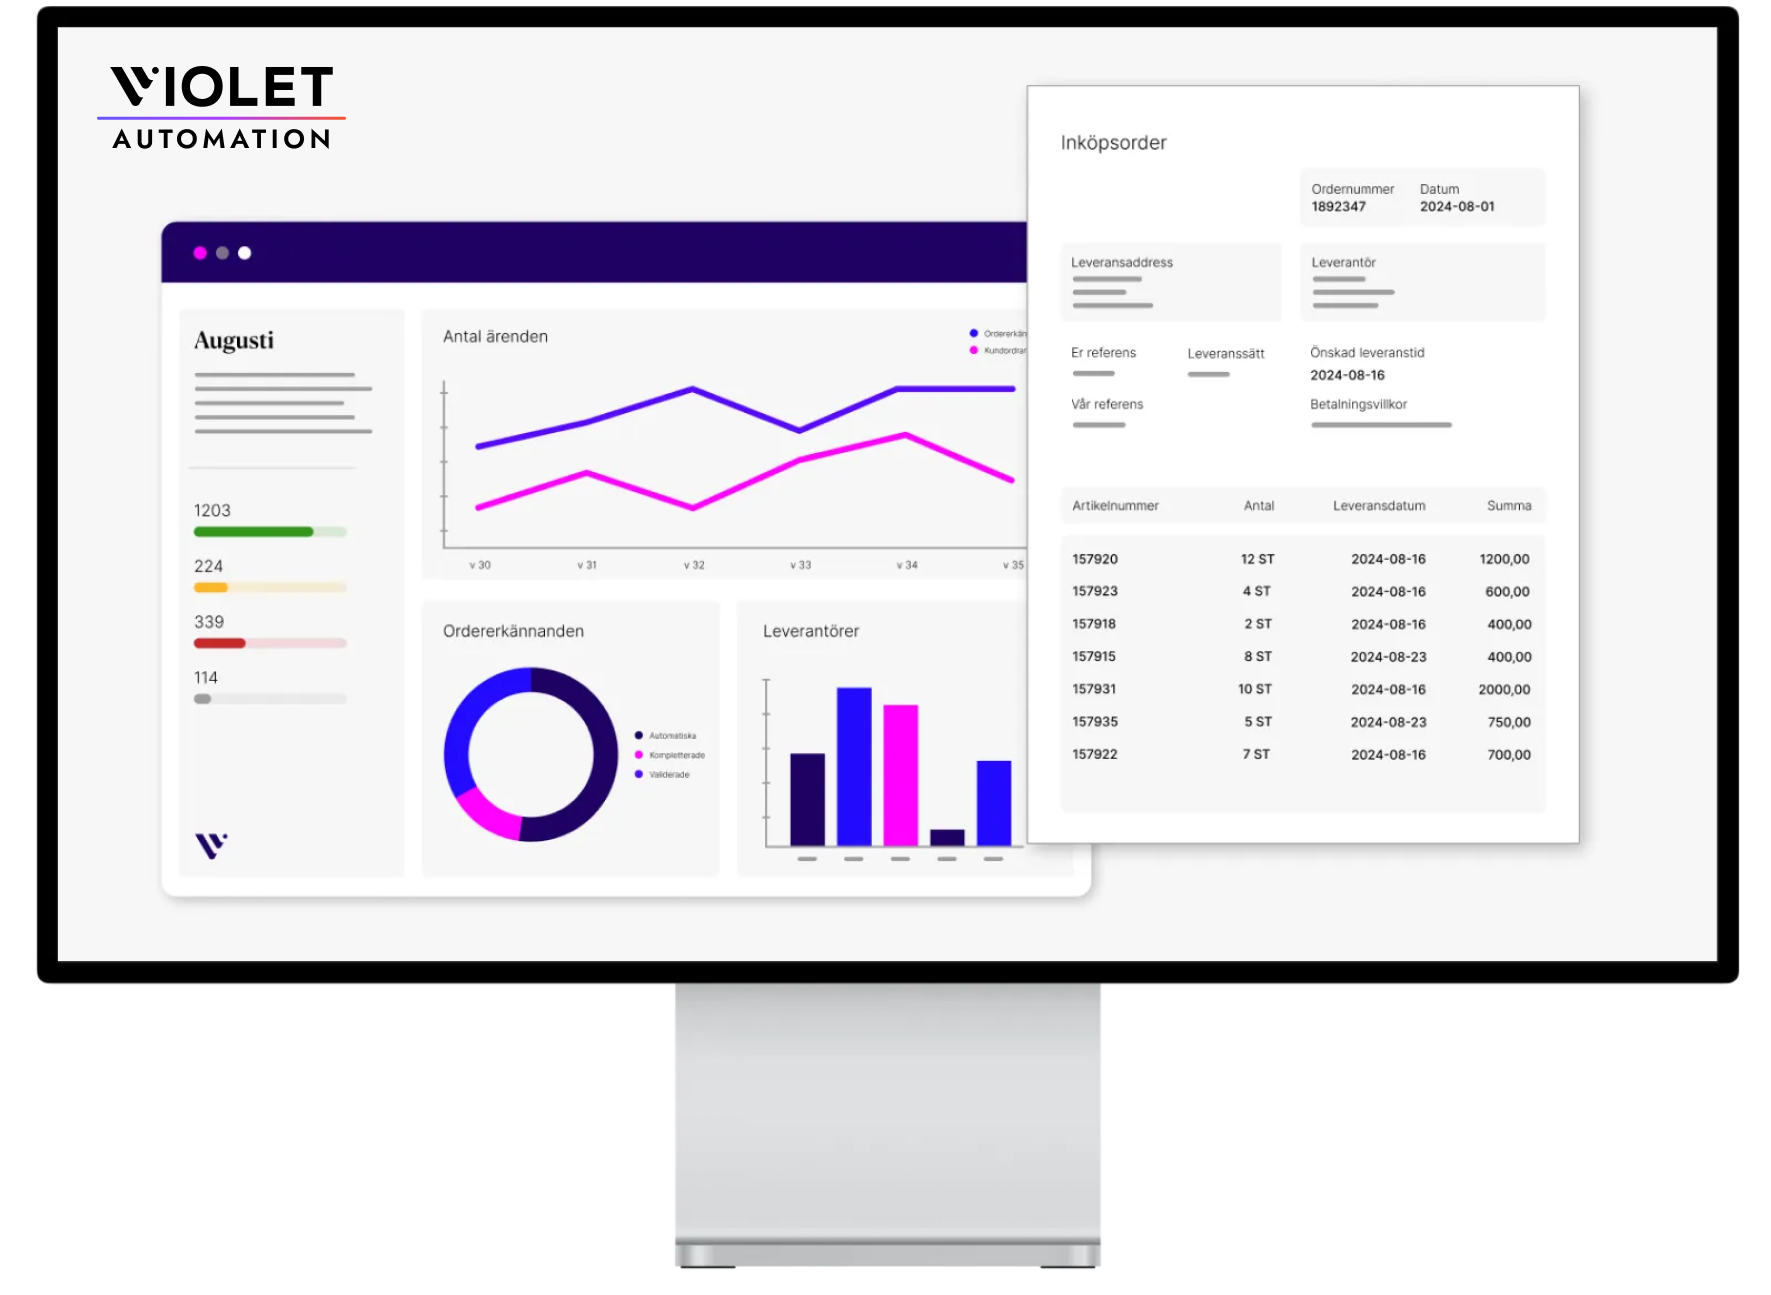 VIOLET
AUTOMATION
Augusti
1203
224
339
114
Antal ärenden
v 30 v 31 v 32 v 33 v 34 v 35
Ordererkännanden
Automatiska
Kompletterade
Validerade
Leverantörer
Inköpsorder
Ordernummer Datum
1892347 2024-08-01
Leveransaddress Leverantör
Er referens Leveranssätt Önskad leveranstid
2024-08-16
Vår referens Betalningsvillkor
Artikelnummer Antal Leveransdatum Summa
157920 12 ST 2024-08-16 1200,00
157923 4 ST 2024-08-16 600,00
157918 2 ST 2024-08-16 400,00
157915 8 ST 2024-08-23 400,00
157931 10 ST 2024-08-16 2000,00
157935 5 ST 2024-08-23 750,00
157922 7 ST 2024-08-16 700,00